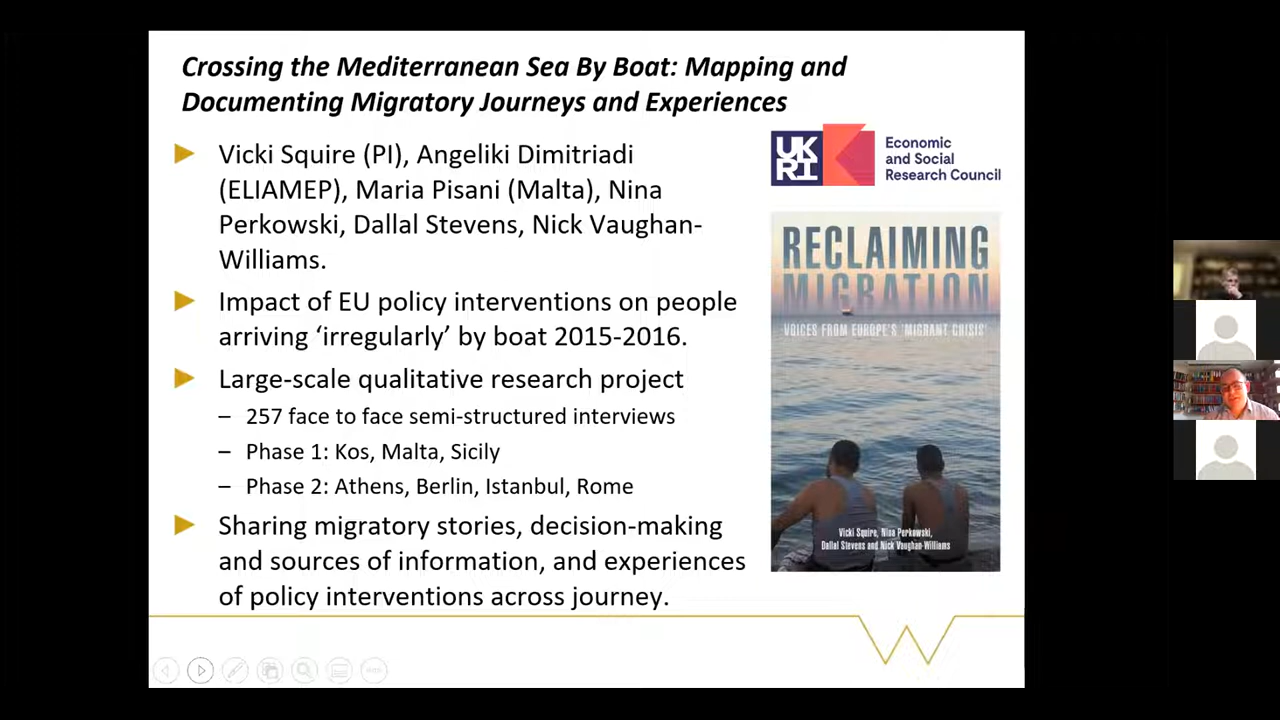 Crossing the Mediterranean Sea By Boat: Mapping and
Documenting Migratory Journeys and Experiences
Vicki Squire (PI), Angeliki Dimitriadi
(ELIAMEP), Maria Pisani (Malta), Nina
Perkowski, Dallal Stevens, Nick Vaughan-
Williams.
Impact of EU policy interventions on people
arriving ‘irregularly’ by boat 2015-2016.
Large-scale qualitative research project
– 257 face to face semi-structured interviews
– Phase 1: Kos, Malta, Sicily
– Phase 2: Athens, Berlin, Istanbul, Rome
Sharing migratory stories, decision-making
and sources of information, and experiences
of policy interventions across journey.
UK
RI
Economic
and Social
Research Council
RECLAIMING
MIGRATION
VOICES FROM EUROPE'S 'MIGRANT CRISIS'
Vicki Squire, Nina Perkowski,
Dallal Stevens and Nick Vaughan-Williams